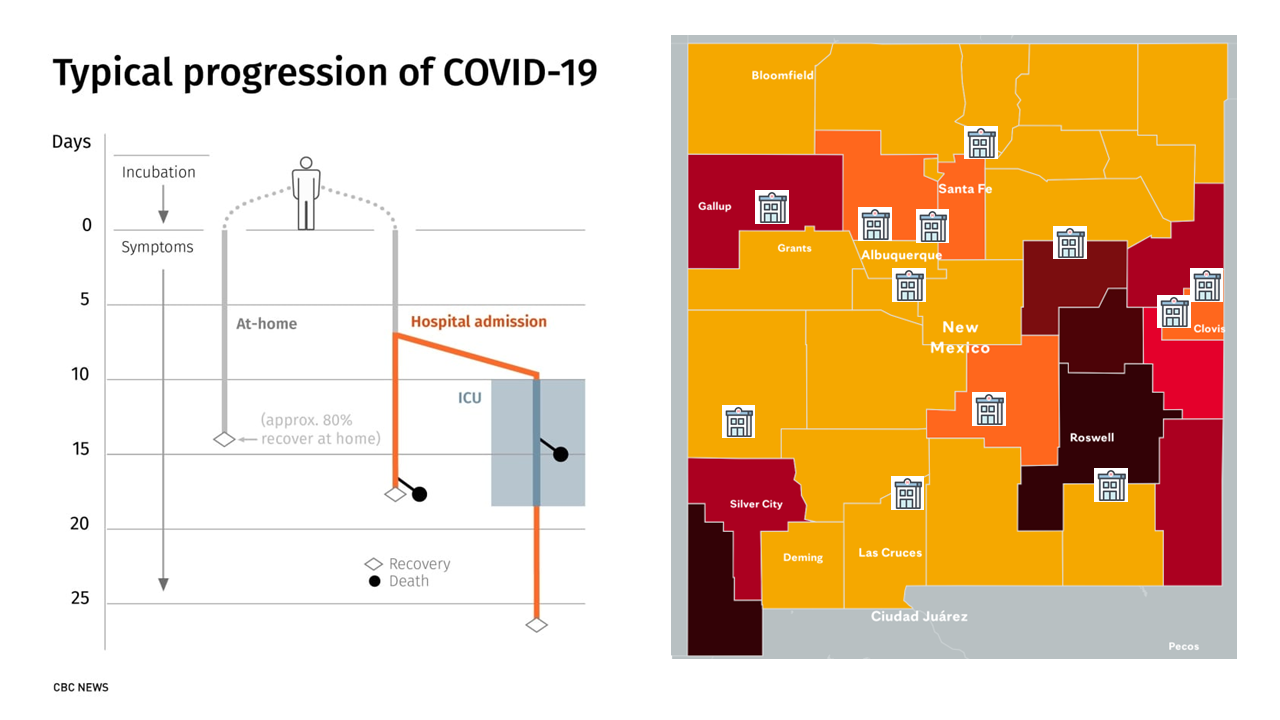 Typical progression of COVID-19
Days
Incubation
0
Symptoms
5
At-home
Hospital admission
10
ICU
(approx. 80%
recover at home)
15
20
Recovery
Death
25
CBC NEWS
Bloomfield
Santa Fe
Gallup
Grants
Albuquerque
Clovis
New
Mexico
Roswell
Silver City
Deming
Las Cruces
Ciudad Juárez
Pecos